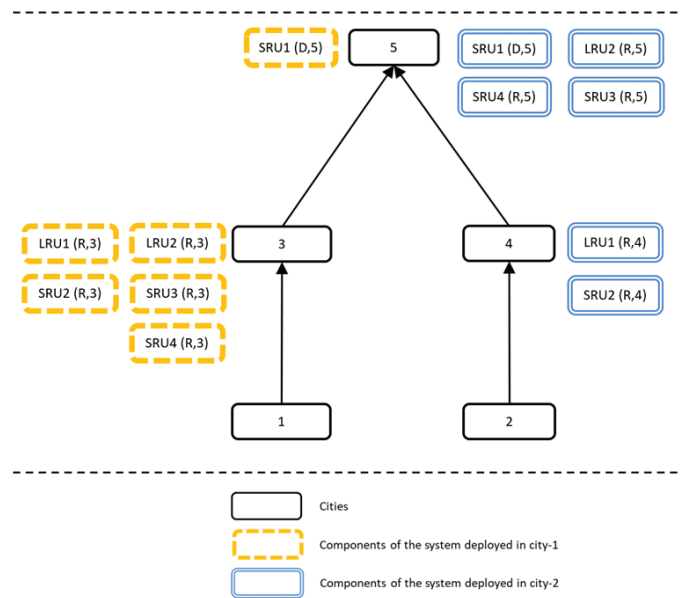 SRU1 (D,5)
5
SRU1 (D,5)
LRU2 (R,5)
SRU4 (R,5)
SRU3 (R,5)
LRU1 (R,3)
LRU2 (R,3)
3
4
LRU1 (R,4)
SRU2 (R,3)
SRU3 (R,3)
SRU2 (R,4)
SRU4 (R,3)
1
2
Cities
Components of the system deployed in city-1
Components of the system deployed in city-2